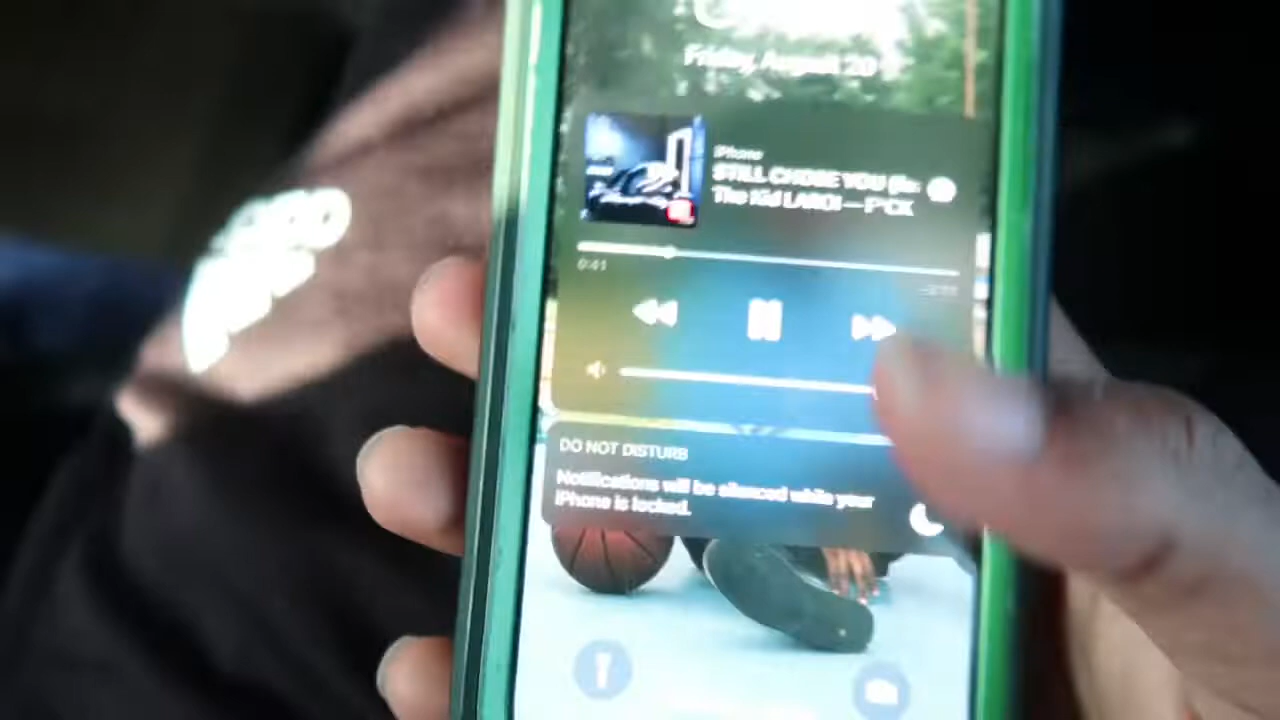 Friday, August 20
iPhone
STILL CHOSE YOU
The Kid LAROI — F*CK
0:41
DO NOT DISTURB
Notifications will be silenced while your
iPhone is locked.